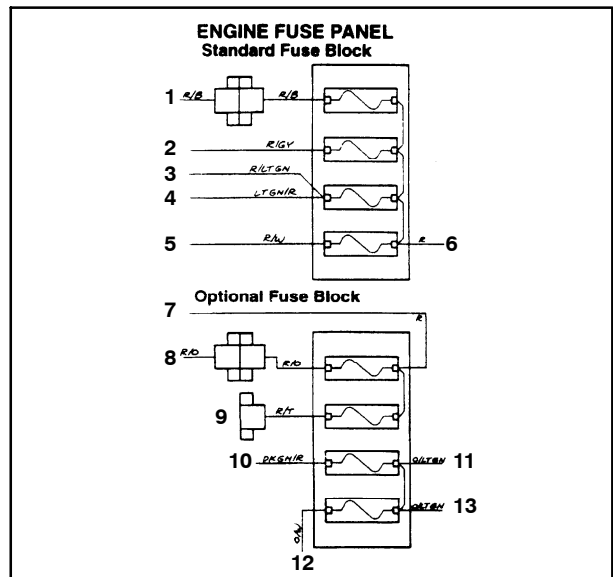 ENGINE FUSE PANEL
Standard Fuse Block
1 R/B R/B
2 R/GY
3 R/LTGN
4 LTGN/R
5 R/W R 6
Optional Fuse Block
7 R
8 R/O R/O
9 R/T
10 DKGN/R O/LTGN 11
O/LTGN 13
O/W
12